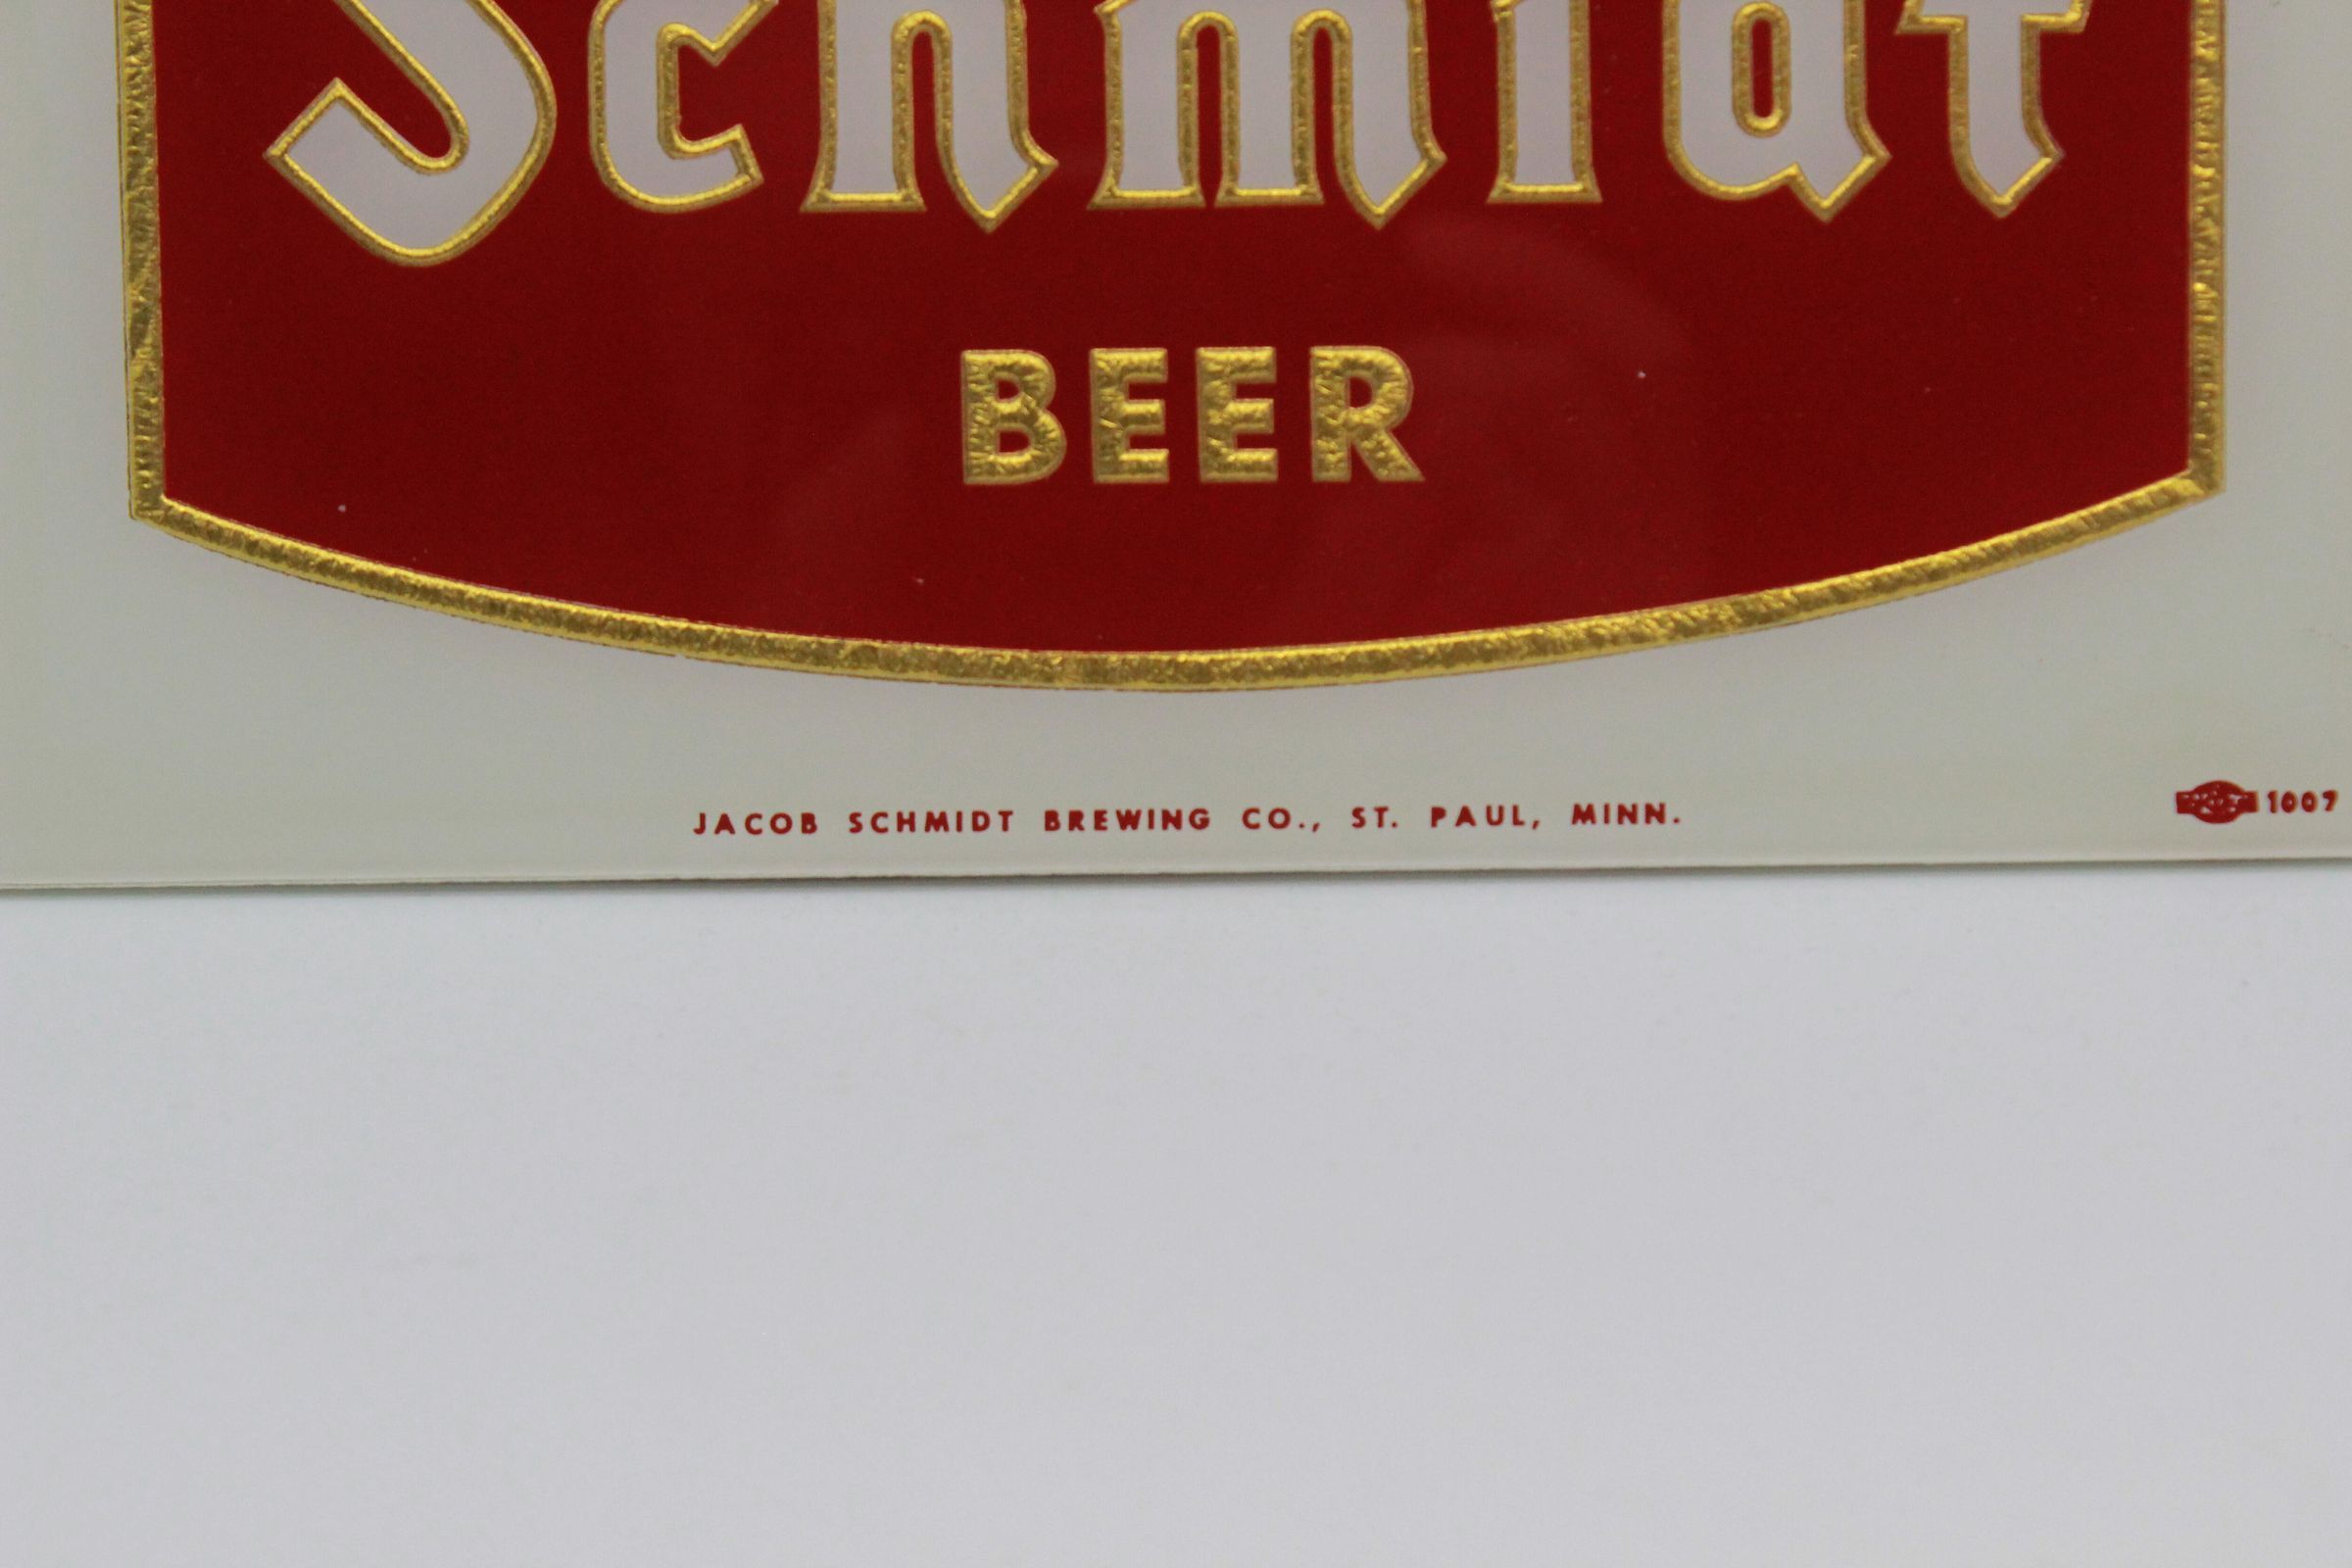 Schmidt
BEER
JACOB SCHMIDT BREWING CO., ST. PAUL, MINN.
1007